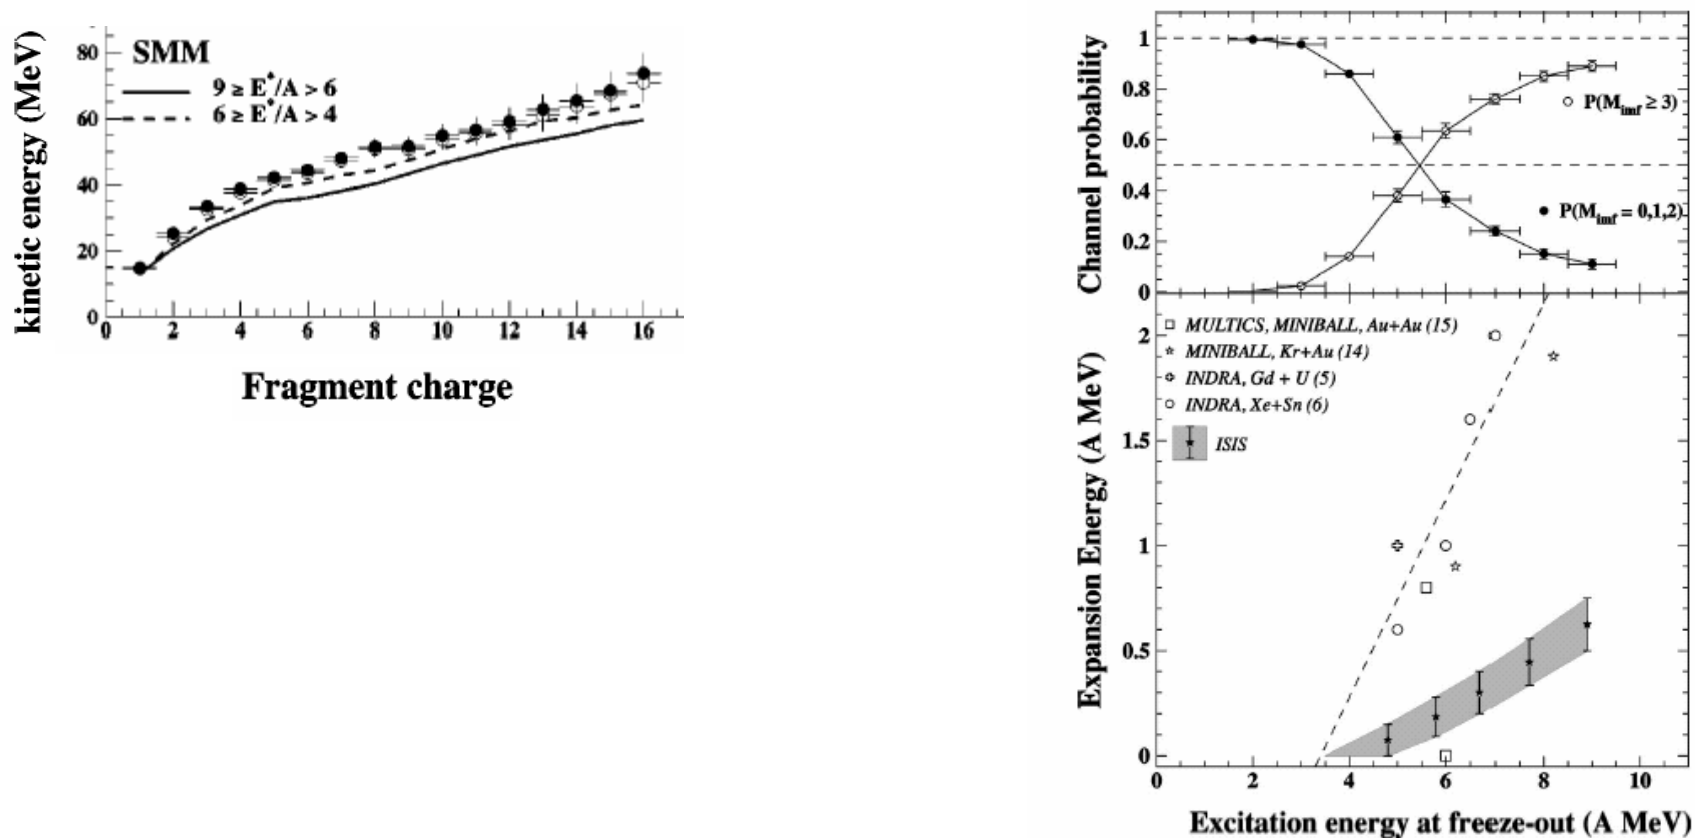 SMM
9 ≥ E*/A > 6
6 ≥ E*/A > 4
kinetic energy (MeV)
80
60
40
20
0
0 2 4 6 8 10 12 14 16
Fragment charge
Channel probability
1
0.8
0.6
0.4
0.2
0
P(Mimf ≥ 3)
P(Mimf = 0,1,2)
Expansion Energy (A MeV)
2
1.5
1
0.5
0
MULTICS, MINIBALL, Au+Au (15)
MINIBALL, Kr+Au (14)
INDRA, Gd + U (5)
INDRA, Xe+Sn (6)
ISIS
0 2 4 6 8 10
Excitation energy at freeze-out (A MeV)